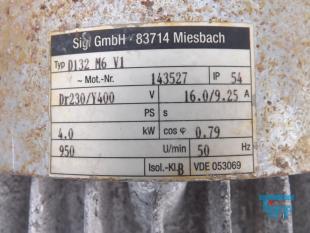 Sigl GmbH · 83714 Miesbach
Typ D132 M6 V1
~ Mot.-Nr. 143527 IP 54
Dr230/Y400 V 16.0/9.25 A
PS s
4.0 kW cos φ 0.79
950 U/min 50 Hz
Isol.-Kl. B VDE 053069